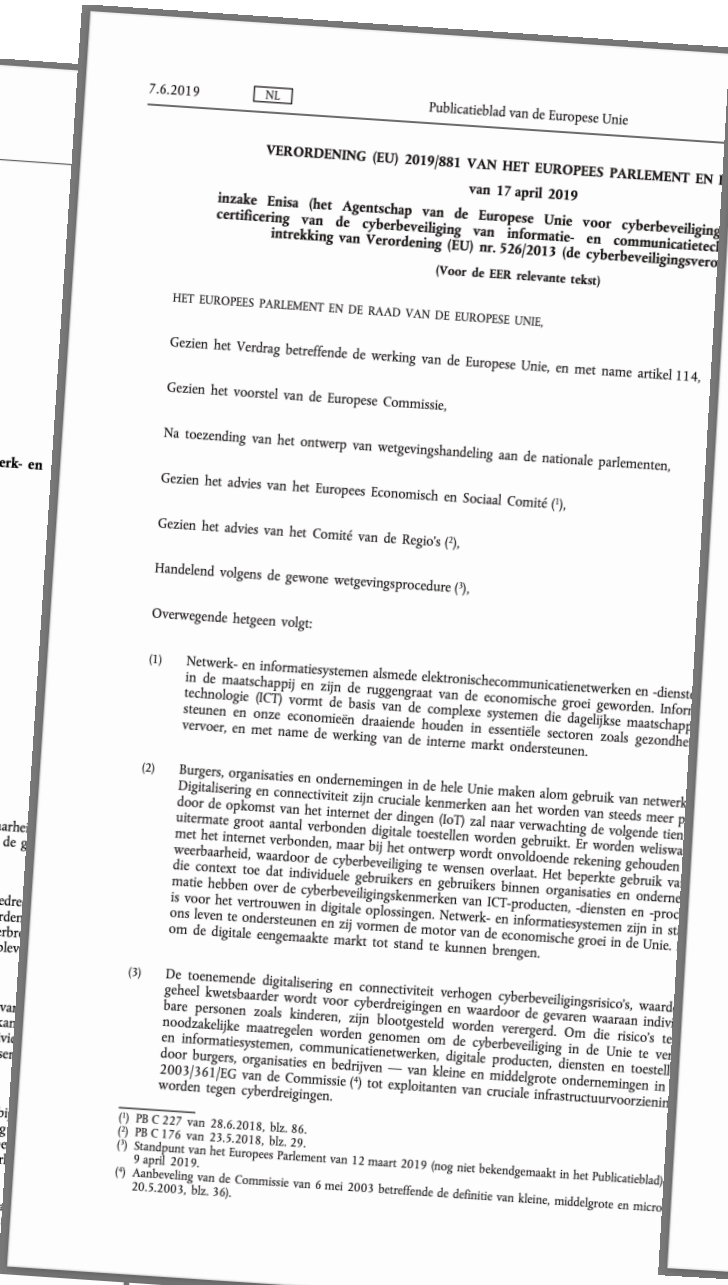 7.6.2019
NL
Publicatieblad van de Europese Unie
VERORDENING (EU) 2019/881 VAN HET EUROPEES PARLEMENT EN
van 17 april 2019
inzake Enisa (het Agentschap van de Europese Unie voor cyberbeveiliging
certificering van de cyberbeveiliging van informatie- en communicatietec
intrekking van Verordening (EU) nr. 526/2013 (de cyberbeveiligingsvero
(Voor de EER relevante tekst)
HET EUROPEES PARLEMENT EN DE RAAD VAN DE EUROPESE UNIE,
Gezien het Verdrag betreffende de werking van de Europese Unie, en met name artikel 114,
Gezien het voorstel van de Europese Commissie,
Na toezending van het ontwerp van wetgevingshandeling aan de nationale parlementen,
Gezien het advies van het Europees Economisch en Sociaal Comité (¹),
Gezien het advies van het Comité van de Regio's (²),
Handelend volgens de gewone wetgevingsprocedure (³),
Overwegende hetgeen volgt:
(1) Netwerk- en informatiesystemen alsmede elektronischecommunicatienetwerken en -dienste
in de maatschappij en zijn de ruggengraat van de economische groei geworden. Infor
technologie (ICT) vormt de basis van de complexe systemen die dagelijkse maatschapp
steunen en onze economieën draaiende houden in essentiële sectoren zoals gezondhe
vervoer, en met name de werking van de interne markt ondersteunen.
(2) Burgers, organisaties en ondernemingen in de hele Unie maken alom gebruik van netwerk
Digitalisering en connectiviteit zijn cruciale kenmerken aan het worden van steeds meer p
door de opkomst van het internet der dingen (IoT) zal naar verwachting de volgende tien
uitermate groot aantal verbonden digitale toestellen worden gebruikt. Er worden weliswa
met het internet verbonden, maar bij het ontwerp wordt onvoldoende rekening gehouden
weerbaarheid, waardoor de cyberbeveiliging te wensen overlaat. Het beperkte gebruik va
die context toe dat individuele gebruikers en gebruikers binnen organisaties en onderne
matie hebben over de cyberbeveiligingskenmerken van ICT-producten, -diensten en -proc
is voor het vertrouwen in digitale oplossingen. Netwerk- en informatiesystemen zijn in st
ons leven te ondersteunen en zij vormen de motor van de economische groei in de Unie.
om de digitale eengemaakte markt tot stand te kunnen brengen.
(3) De toenemende digitalisering en connectiviteit verhogen cyberbeveiligingsrisico's, waard
geheel kwetsbaarder wordt voor cyberdreigingen en waardoor de gevaren waaraan indivi
bare personen zoals kinderen, zijn blootgesteld worden verergerd. Om die risico's te
noodzakelijke maatregelen worden genomen om de cyberbeveiliging in de Unie te ver
en informatiesystemen, communicatienetwerken, digitale producten, diensten en toestell
door burgers, organisaties en bedrijven — van kleine en middelgrote ondernemingen in
2003/361/EG van de Commissie (⁴) tot exploitanten van cruciale infrastructuurvoorzienin
worden tegen cyberdreigingen.
(¹) PB C 227 van 28.6.2018, blz. 86.
(²) PB C 176 van 23.5.2018, blz. 29.
(³) Standpunt van het Europees Parlement van 12 maart 2019 (nog niet bekendgemaakt in het Publicatieblad)
9 april 2019.
(⁴) Aanbeveling van de Commissie van 6 mei 2003 betreffende de definitie van kleine, middelgrote en micro
20.5.2003, blz. 36).
erk- en